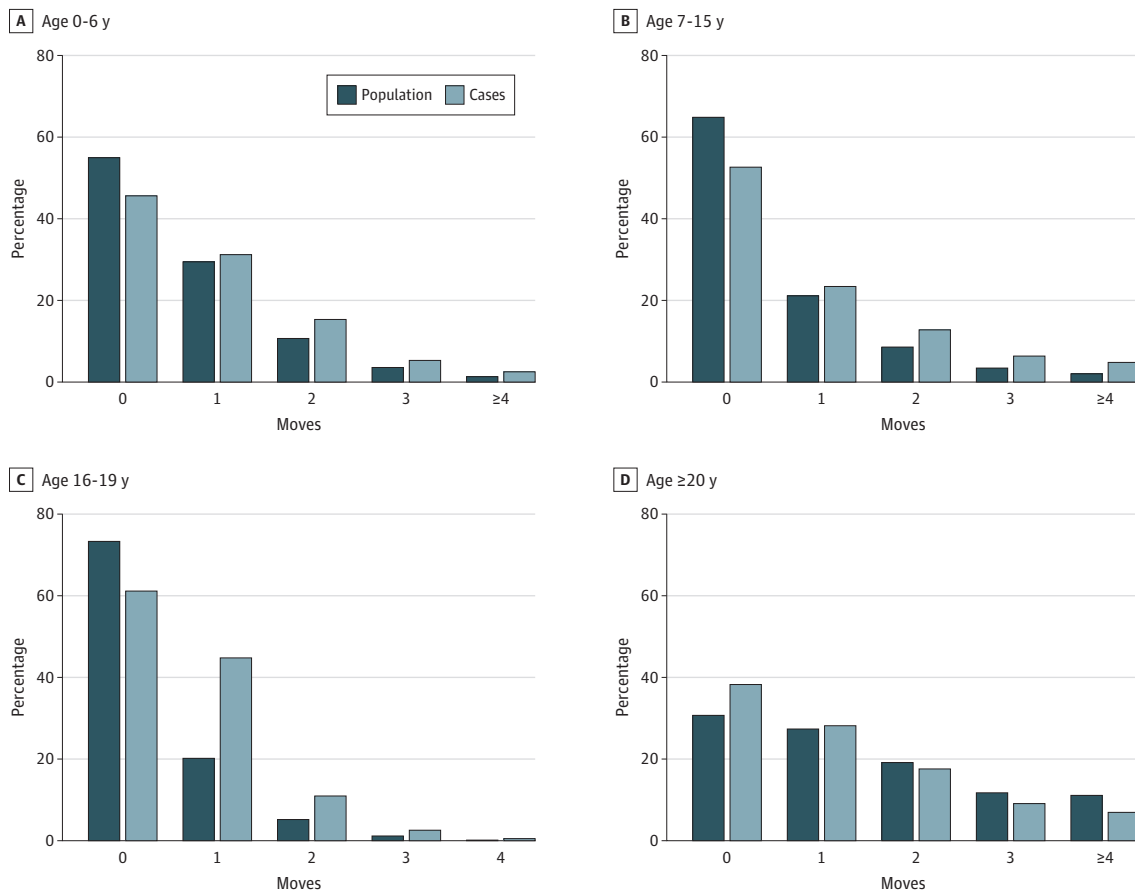 A Age 0-6 y
80
60
40
20
0
Percentage
Population Cases
0 1 2 3 ≥4
Moves
B Age 7-15 y
80
60
40
20
0
Percentage
0 1 2 3 ≥4
Moves
C Age 16-19 y
80
60
40
20
0
Percentage
0 1 2 3 4
Moves
D Age ≥20 y
80
60
40
20
0
Percentage
0 1 2 3 ≥4
Moves